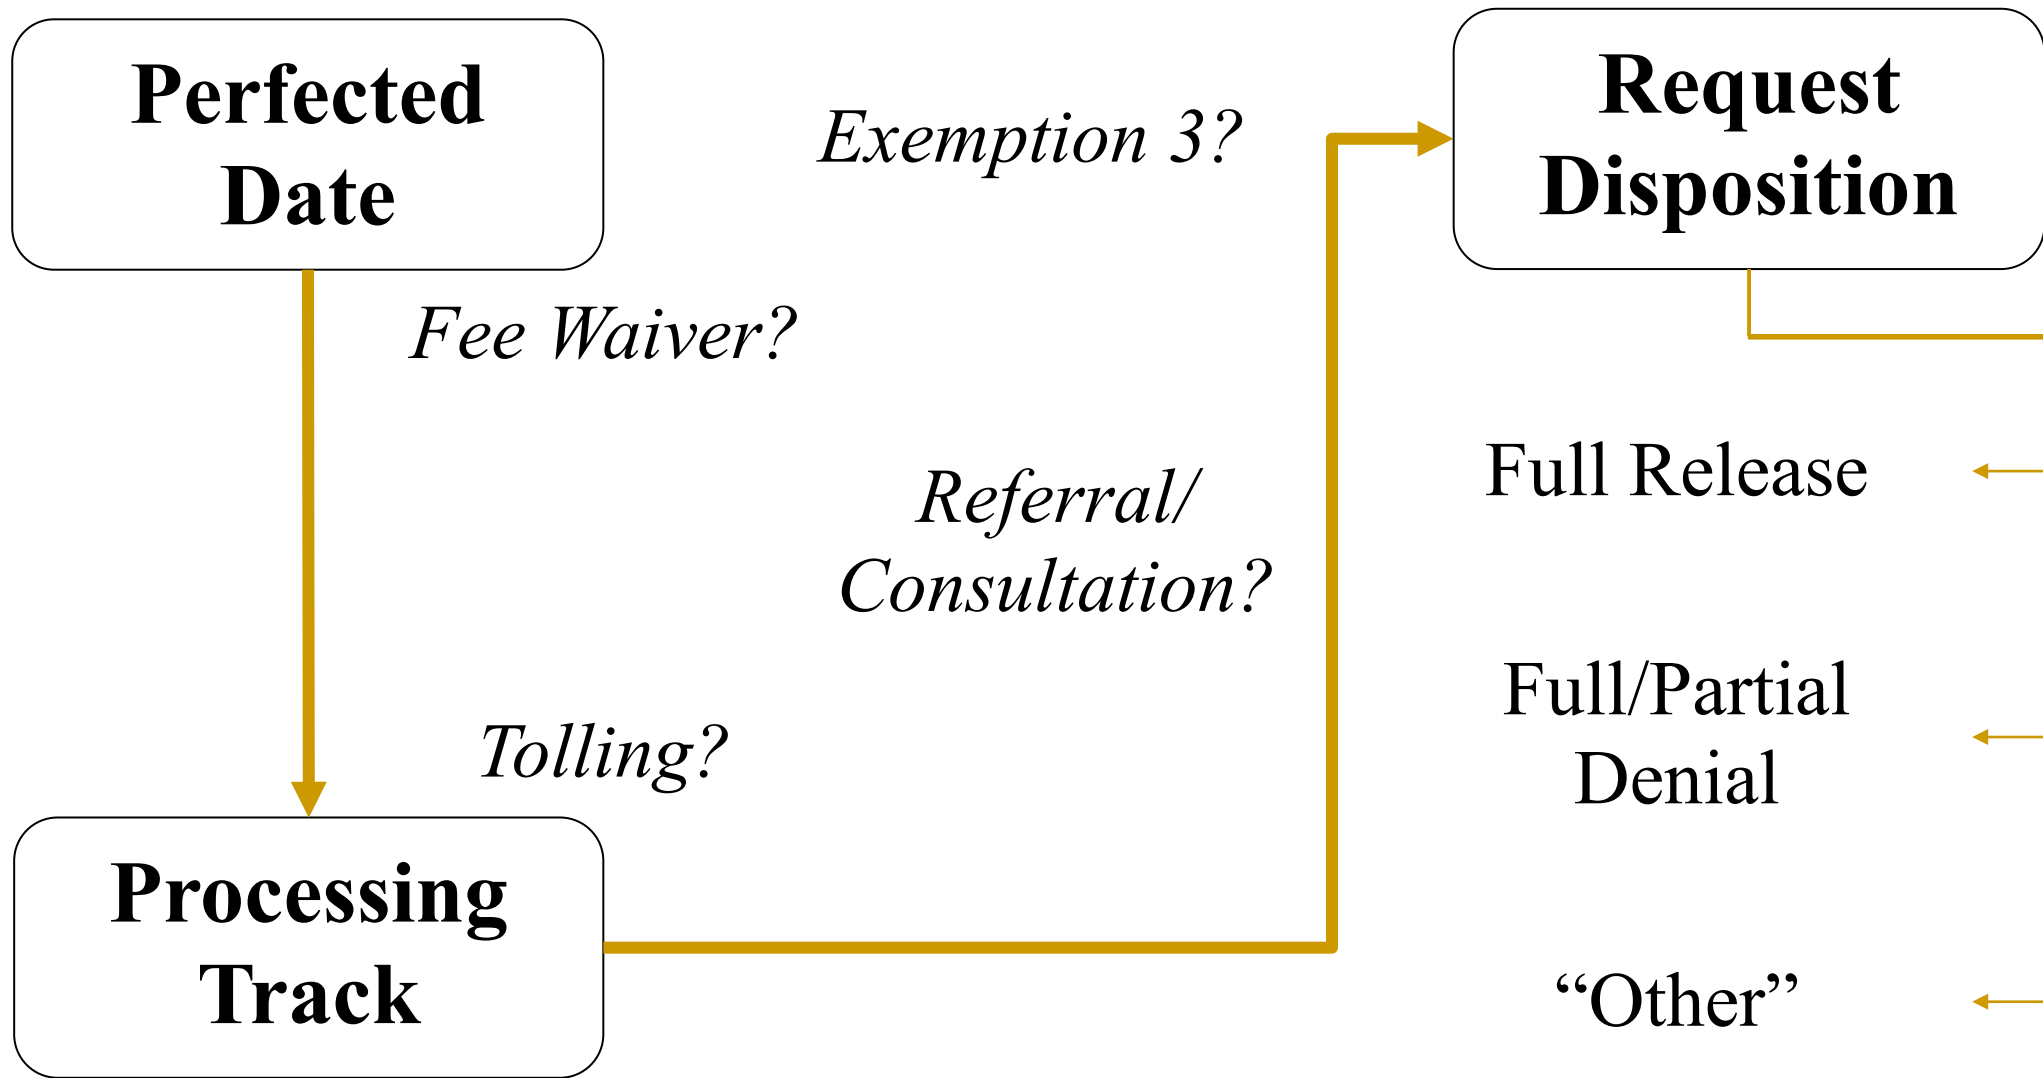 Perfected
Date
Fee Waiver?
Tolling?
Processing
Track
Exemption 3?
Referral/
Consultation?
Request
Disposition
Full Release
Full/Partial
Denial
“Other”